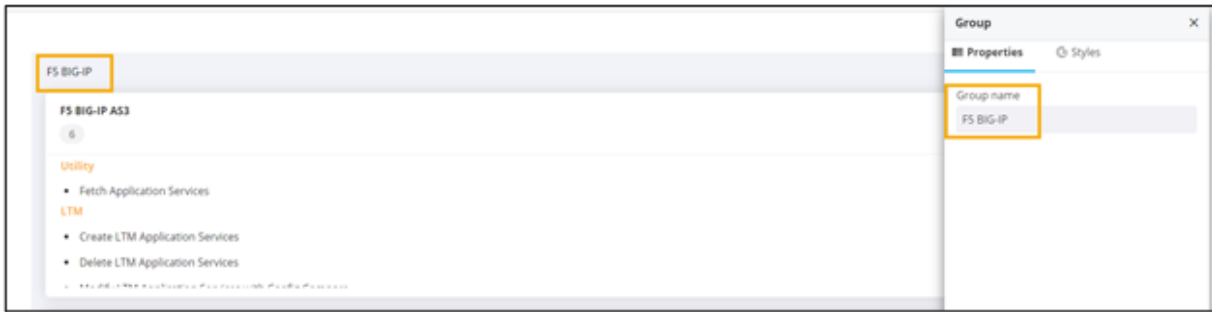 Group
Properties
Styles
F5 BIG-IP
Group name
F5 BIG-IP
F5 BIG-IP AS3
6
Utility
Fetch Application Services
LTM
Create LTM Application Services
Delete LTM Application Services